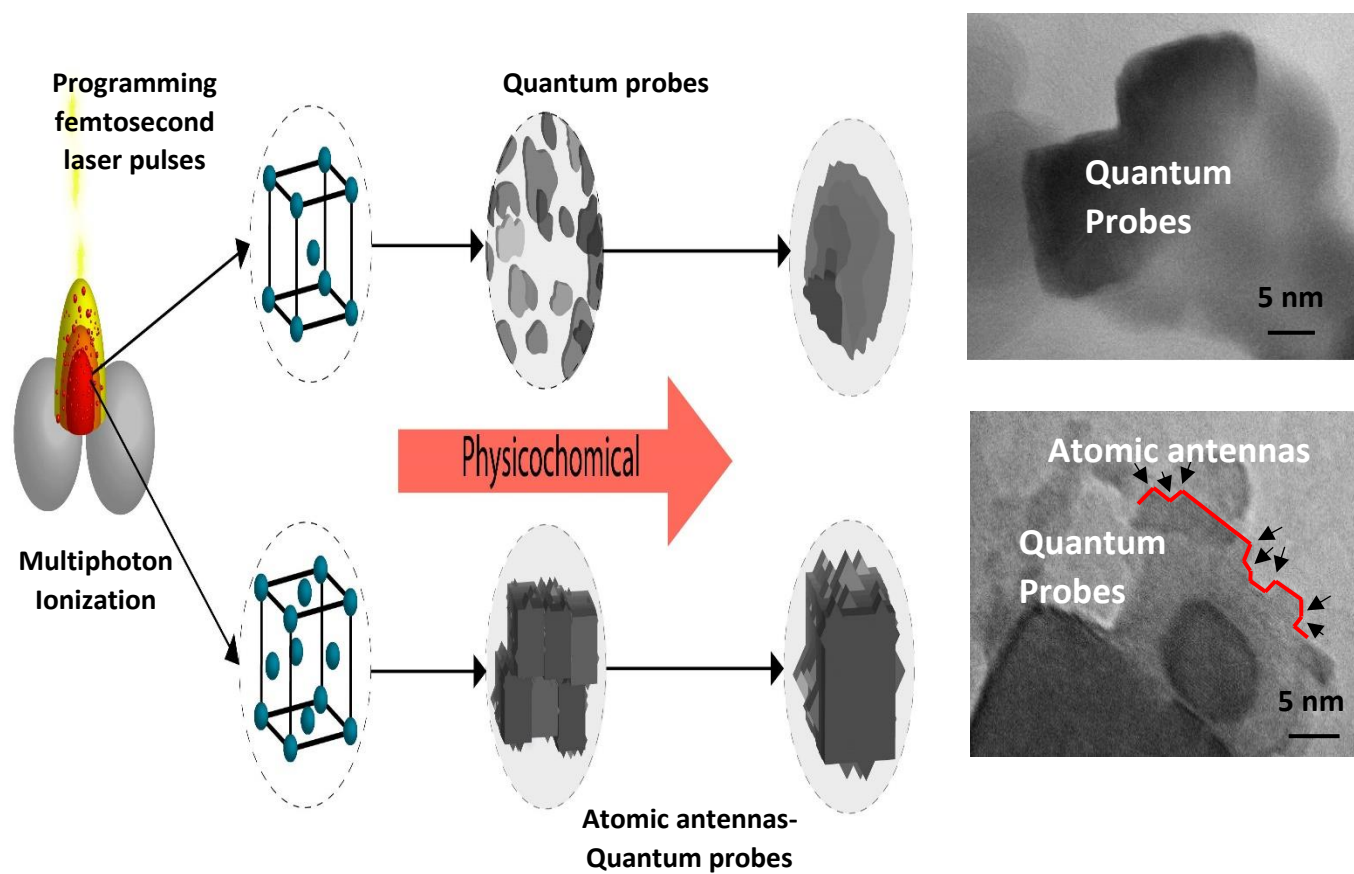 Programming
femtosecond
laser pulses
Quantum probes
Quantum
Probes
5 nm
Physicochomical
Atomic antennas
Quantum
Probes
5 nm
Multiphoton
Ionization
Atomic antennas-
Quantum probes